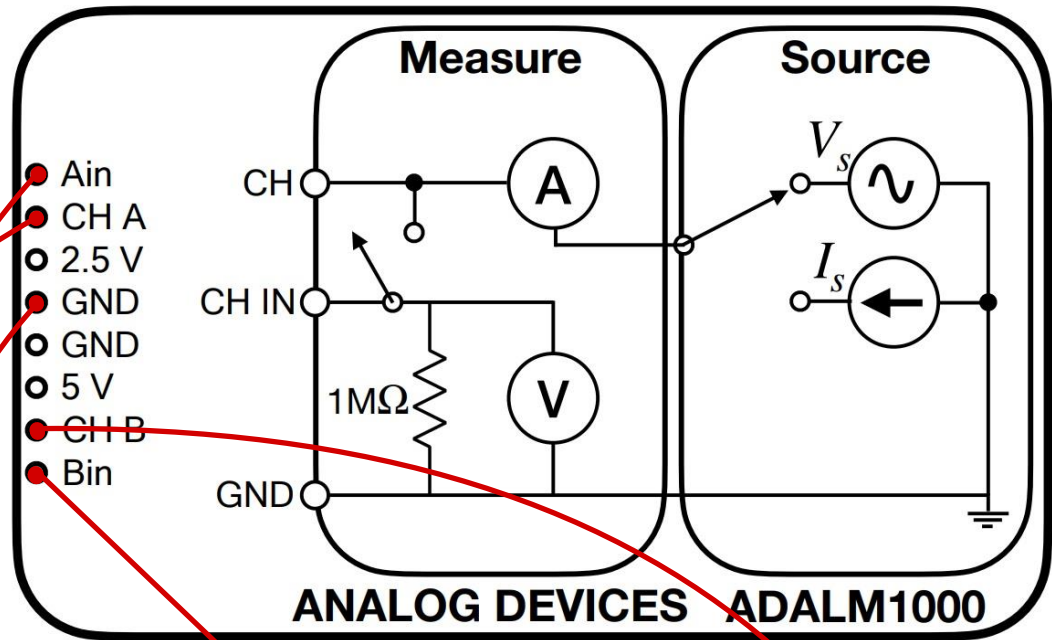 Measure
Source
Ain
CH A
2.5 V
GND
GND
5 V
CH B
Bin
CH
CH IN
GND
1MΩ
A
V
Vs
Is
ANALOG DEVICES ADALM1000